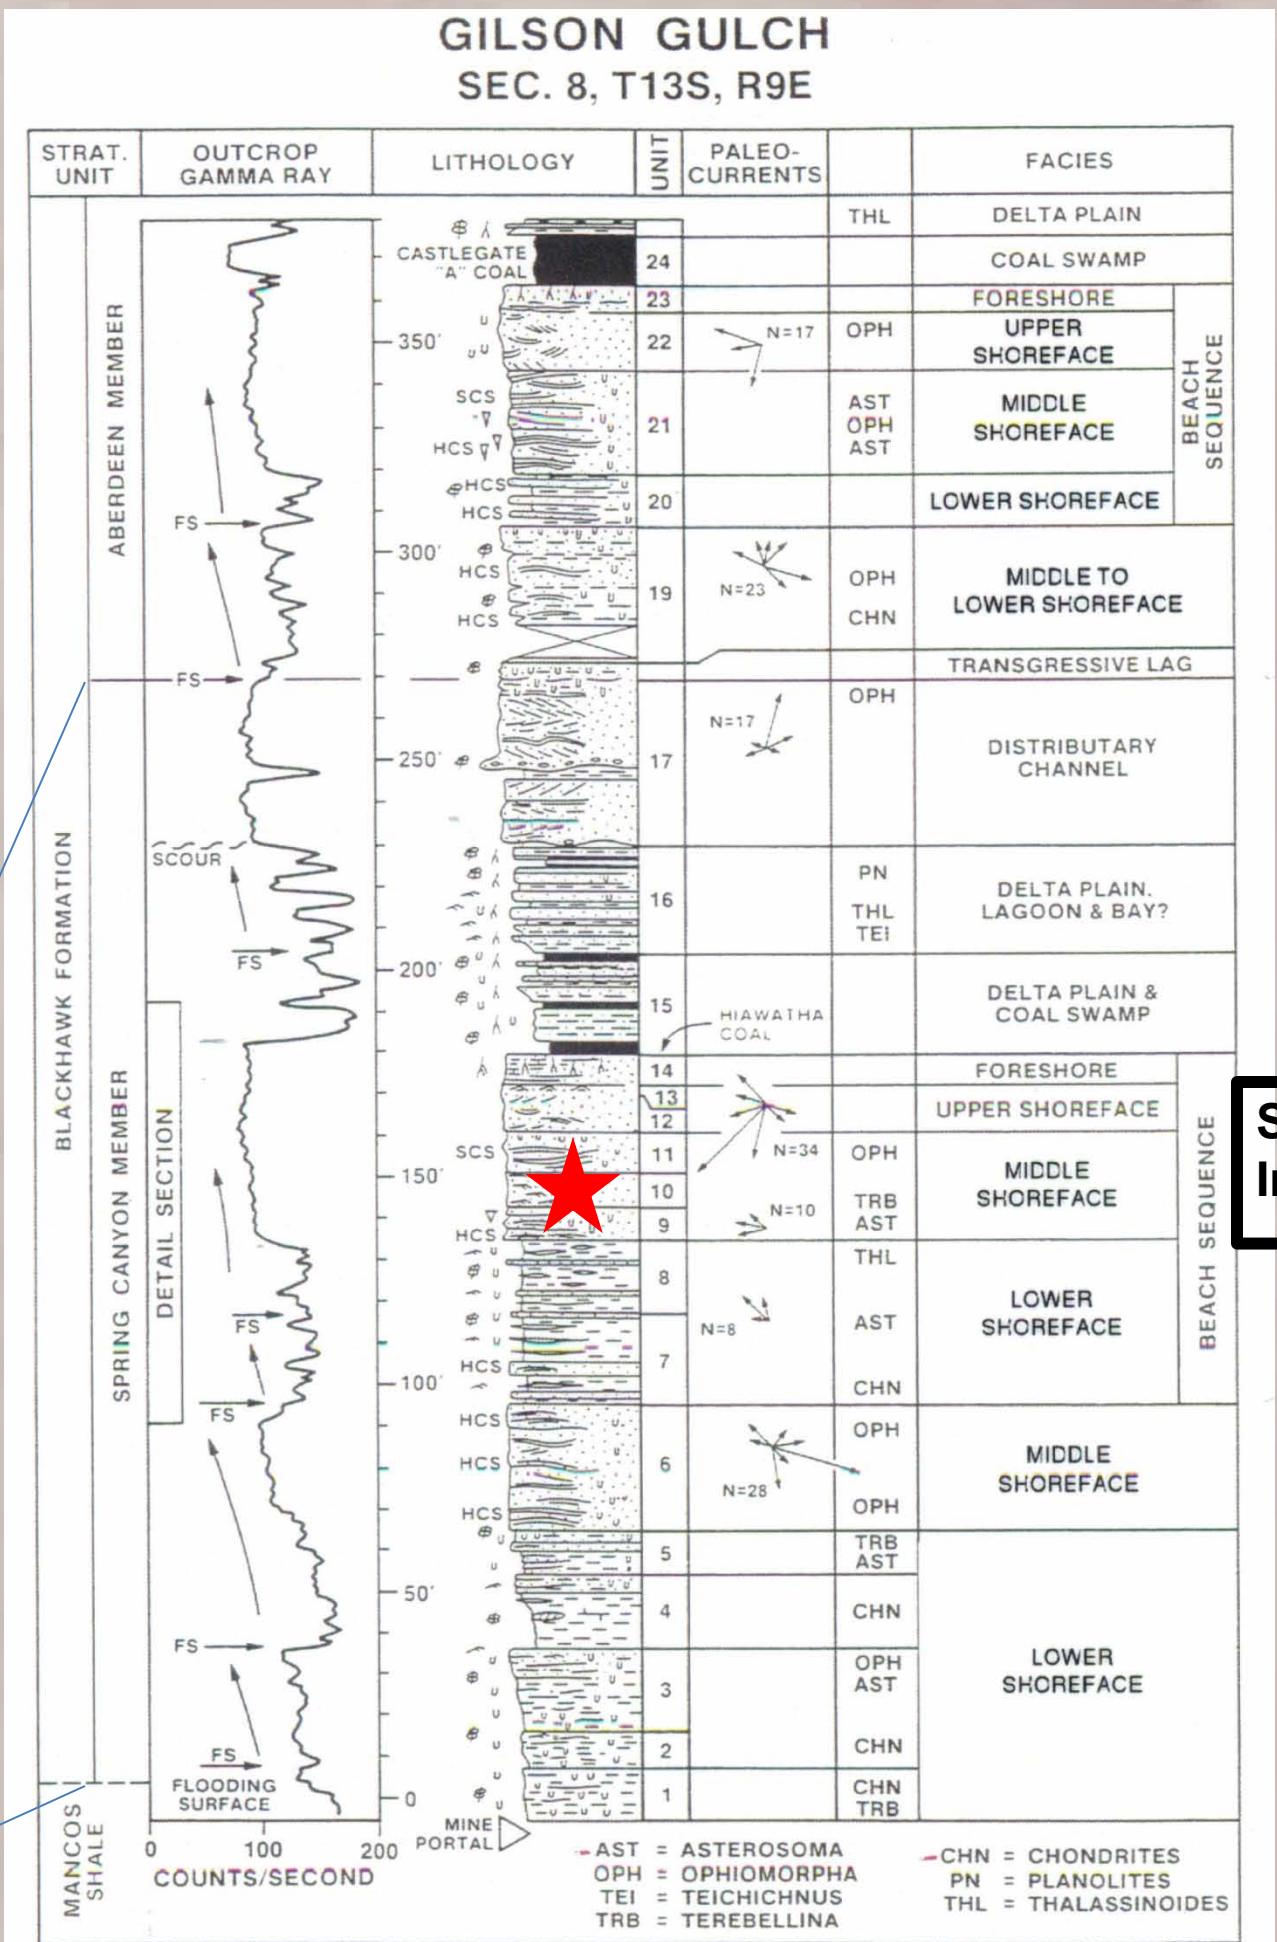 GILSON GULCH
SEC. 8, T13S, R9E
STRAT. UNIT
OUTCROP GAMMA RAY
LITHOLOGY
UNIT
PALEO-CURRENTS
FACIES
BLACKHAWK FORMATION
MANCOS SHALE
ABERDEEN MEMBER
SPRING CANYON MEMBER
DETAIL SECTION
FS
FS
SCOUR
FS
FS
FS
FS
FS
FLOODING SURFACE
0 100 200
COUNTS/SECOND
350'
300'
250'
200'
150'
100'
50'
0
MINE PORTAL
CASTLEGATE "A" COAL
SCS
HCS
HCS
HCS
HCS
HCS
SCS
HCS
HCS
HCS
HCS
HCS
THL DELTA PLAIN
24 COAL SWAMP
23 FORESHORE
22 N=17 OPH UPPER SHOREFACE
21 AST OPH AST MIDDLE SHOREFACE
20 LOWER SHOREFACE
BEACH SEQUENCE
19 N=23 OPH CHN MIDDLE TO LOWER SHOREFACE
TRANSGRESSIVE LAG
17 N=17 OPH DISTRIBUTARY CHANNEL
16 PN THL TEI DELTA PLAIN. LAGOON & BAY?
15 DELTA PLAIN & COAL SWAMP
HIAWATHA COAL
14 FORESHORE
13
12 UPPER SHOREFACE
11 N=34 OPH
10 TRB MIDDLE SHOREFACE
9 N=10 AST
8 THL
7 N=8 AST CHN LOWER SHOREFACE
BEACH SEQUENCE
6 N=28 OPH OPH MIDDLE SHOREFACE
5 TRB AST
4 CHN
3 OPH AST LOWER SHOREFACE
2 CHN
1 CHN TRB
AST = ASTEROSOMA
OPH = OPHIOMORPHA
TEI = TEICHICHNUS
TRB = TEREBELLINA
CHN = CHONDRITES
PN = PLANOLITES
THL = THALASSINOIDES